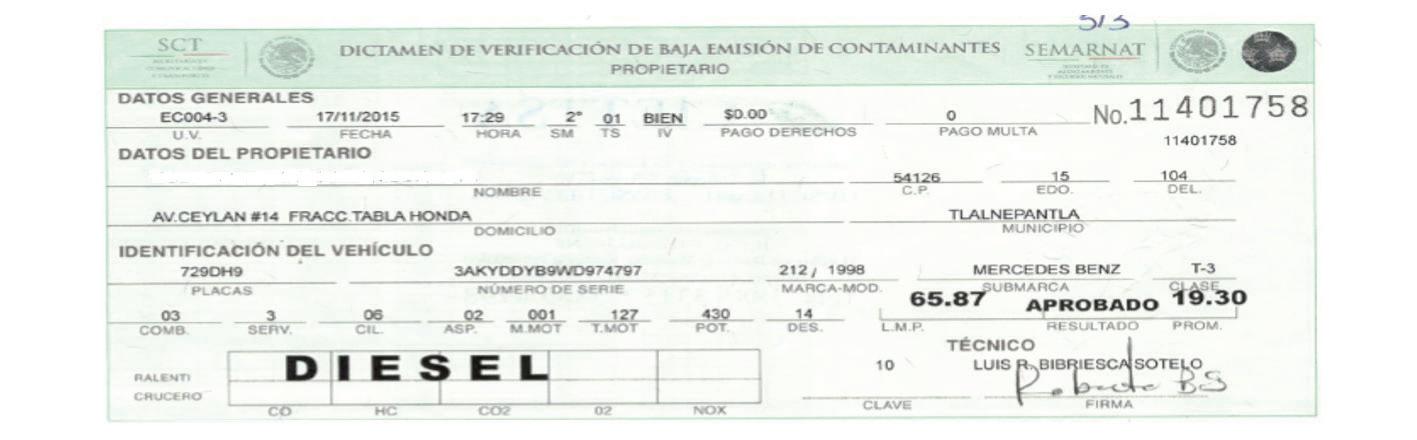 515
SCT
DICTAMEN DE VERIFICACIÓN DE BAJA EMISIÓN DE CONTAMINANTES
SEMARNAT
PROPIETARIO
DATOS GENERALES
EC004-3 17/11/2015 17:29 2° 01 BIEN $0.00 0 No.11401758
U.V. FECHA HORA SM TS IV PAGO DERECHOS PAGO MULTA
11401758
DATOS DEL PROPIETARIO
54126 15 104
NOMBRE C.P. EDO. DEL.
AV.CEYLAN #14 FRACC.TABLA HONDA TLALNEPANTLA
DOMICILIO MUNICIPIO
IDENTIFICACIÓN DEL VEHÍCULO
729DH9 3AKYDDYB9WD974797 212 / 1998 MERCEDES BENZ T-3
PLACAS NÚMERO DE SERIE MARCA-MOD. SUBMARCA CLASE
65.87 APROBADO 19.30
03 3 06 02 001 127 430 14
COMB. SERV. CIL. ASP. M.MOT T.MOT POT. DES. L.M.P. RESULTADO PROM.
TÉCNICO
DIESEL
10 LUIS R. BIBRIESCA SOTELO
RALENTI
CRUCERO
CLAVE FIRMA
CO HC CO2 02 NOX